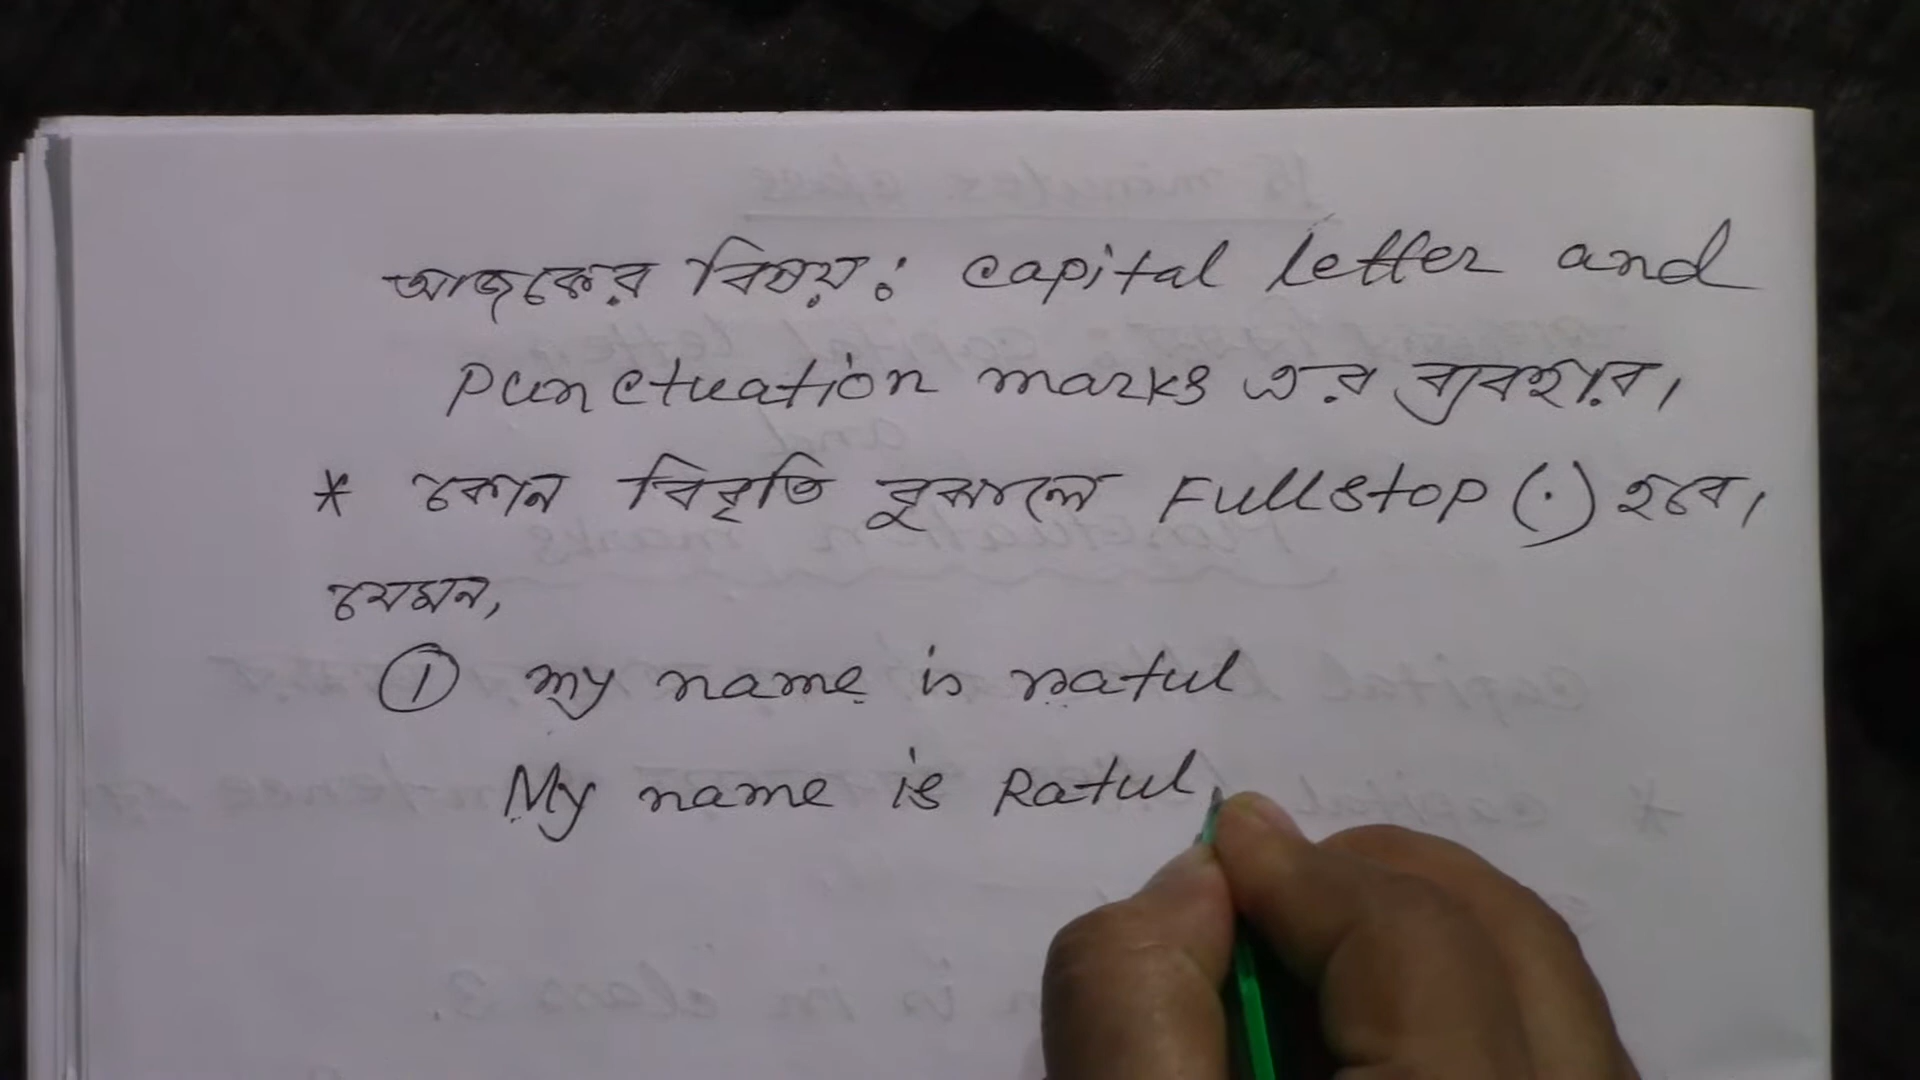 আজকের বিষয়: capital letter and
punctuation marks এর ব্যবহার।
* কোন বিবৃতি বুঝালে Fullstop (.) হবে।
যেমন,
① my name is ratul
My name is Ratul